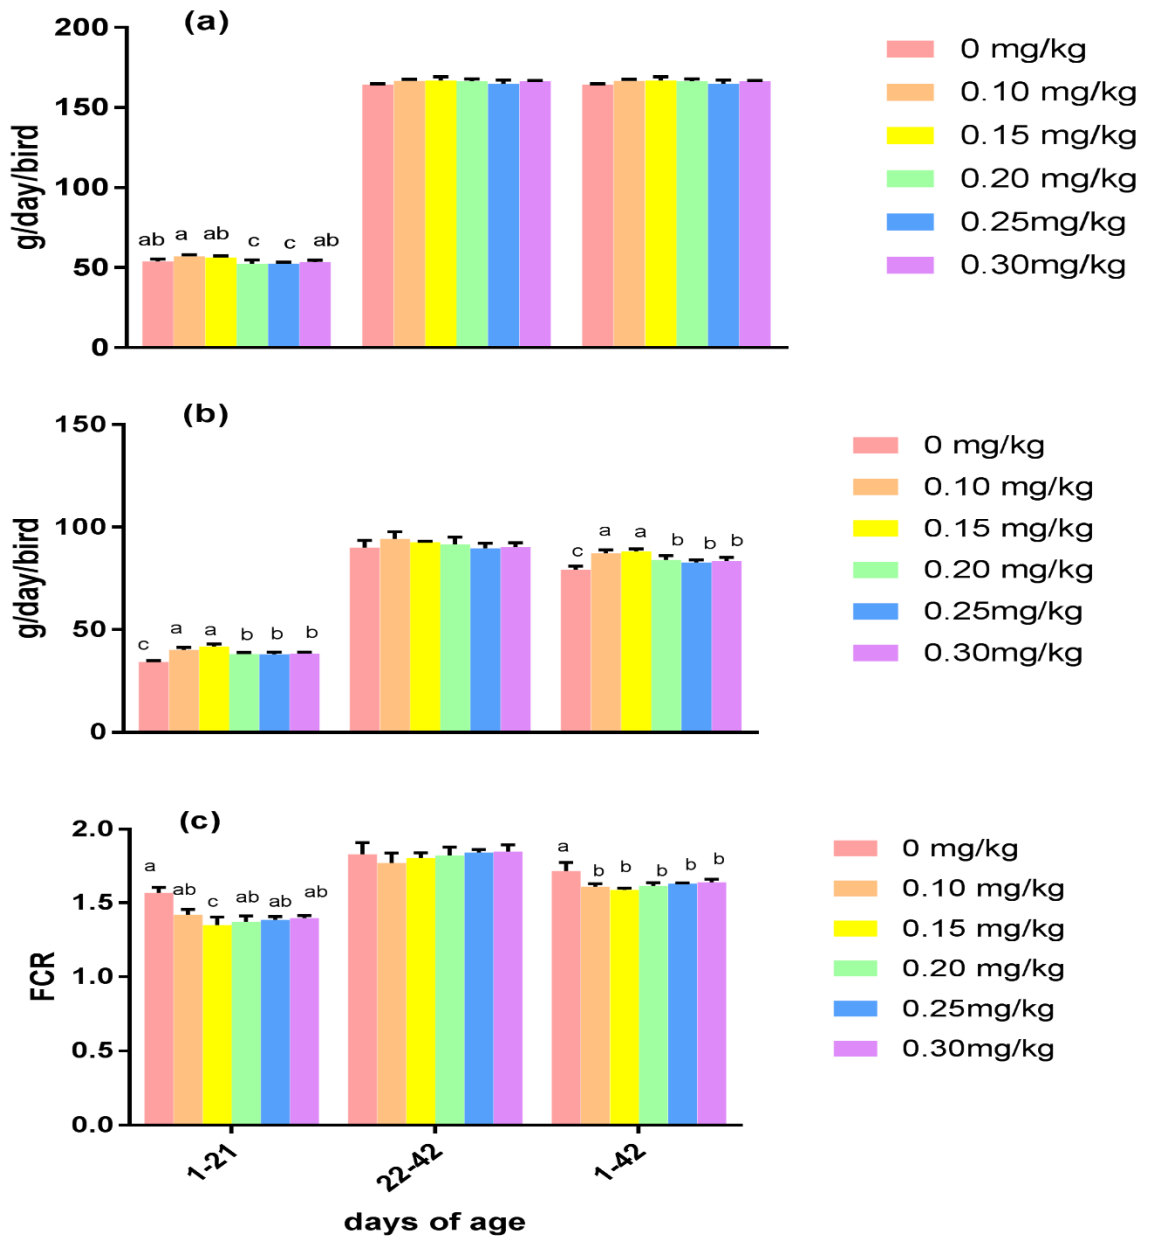 (a)
200
150
100
50
0
g/day/bird
ab a ab c c ab
0 mg/kg
0.10 mg/kg
0.15 mg/kg
0.20 mg/kg
0.25mg/kg
0.30mg/kg
(b)
150
100
50
0
g/day/bird
c a a b b b
c a a b b b
0 mg/kg
0.10 mg/kg
0.15 mg/kg
0.20 mg/kg
0.25mg/kg
0.30mg/kg
(c)
2.0
1.5
1.0
0.5
0.0
FCR
a ab c ab ab ab
a b b b b b
0 mg/kg
0.10 mg/kg
0.15 mg/kg
0.20 mg/kg
0.25mg/kg
0.30mg/kg
1-21
22-42
1-42
days of age